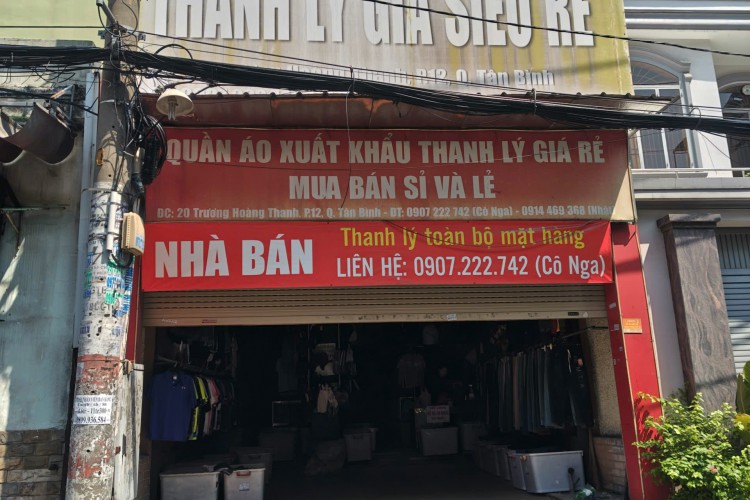 THANH LÝ GIÁ SIÊU RẺ
P.12, Q. Tân Bình
QUẦN ÁO XUẤT KHẨU THANH LÝ GIÁ RẺ
MUA BÁN SỈ VÀ LẺ
DC: 20 Trương Hoàng Thanh, P.12, Q. Tân Bình - DT: 0907 222 742 (Cô Nga) - 0914 469 368
NHÀ BÁN
Thanh lý toàn bộ mặt hàng
LIÊN HỆ: 0907.222.742 (Cô Nga)